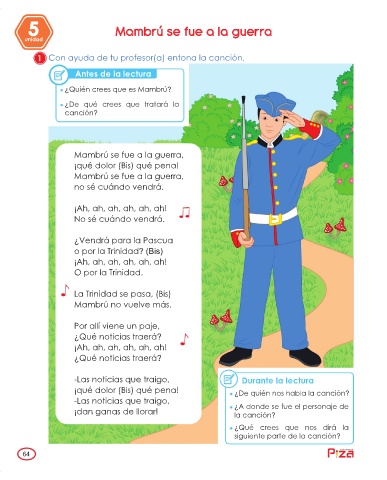 5
unidad
Mambrú se fue a la guerra
1 Con ayuda de tu profesor(a) entona la canción.
Antes de la lectura
• ¿Quién crees que es Mambrú?
• ¿De qué crees que tratará la
canción?
Mambrú se fue a la guerra,
¡qué dolor (Bis) qué pena!
Mambrú se fue a la guerra,
no sé cuándo vendrá.
¡Ah, ah, ah, ah, ah, ah!
No sé cuándo vendrá.
¿Vendrá para la Pascua
o por la Trinidad? (Bis)
¡Ah, ah, ah, ah, ah, ah!
O por la Trinidad.
La Trinidad se pasa, (Bis)
Mambrú no vuelve más.
Por allí viene un paje,
¿Qué noticias traerá?
¡Ah, ah, ah, ah, ah, ah!
¿Qué noticias traerá?
-Las noticias que traigo,
¡qué dolor (Bis) qué pena!
-Las noticias que traigo,
¡dan ganas de llorar!
Durante la lectura
• ¿De quién nos habla la canción?
• ¿A donde se fue el personaje de
la canción?
• ¿Qué crees que nos dirá la
siguiente parte de la canción?
64
Piza